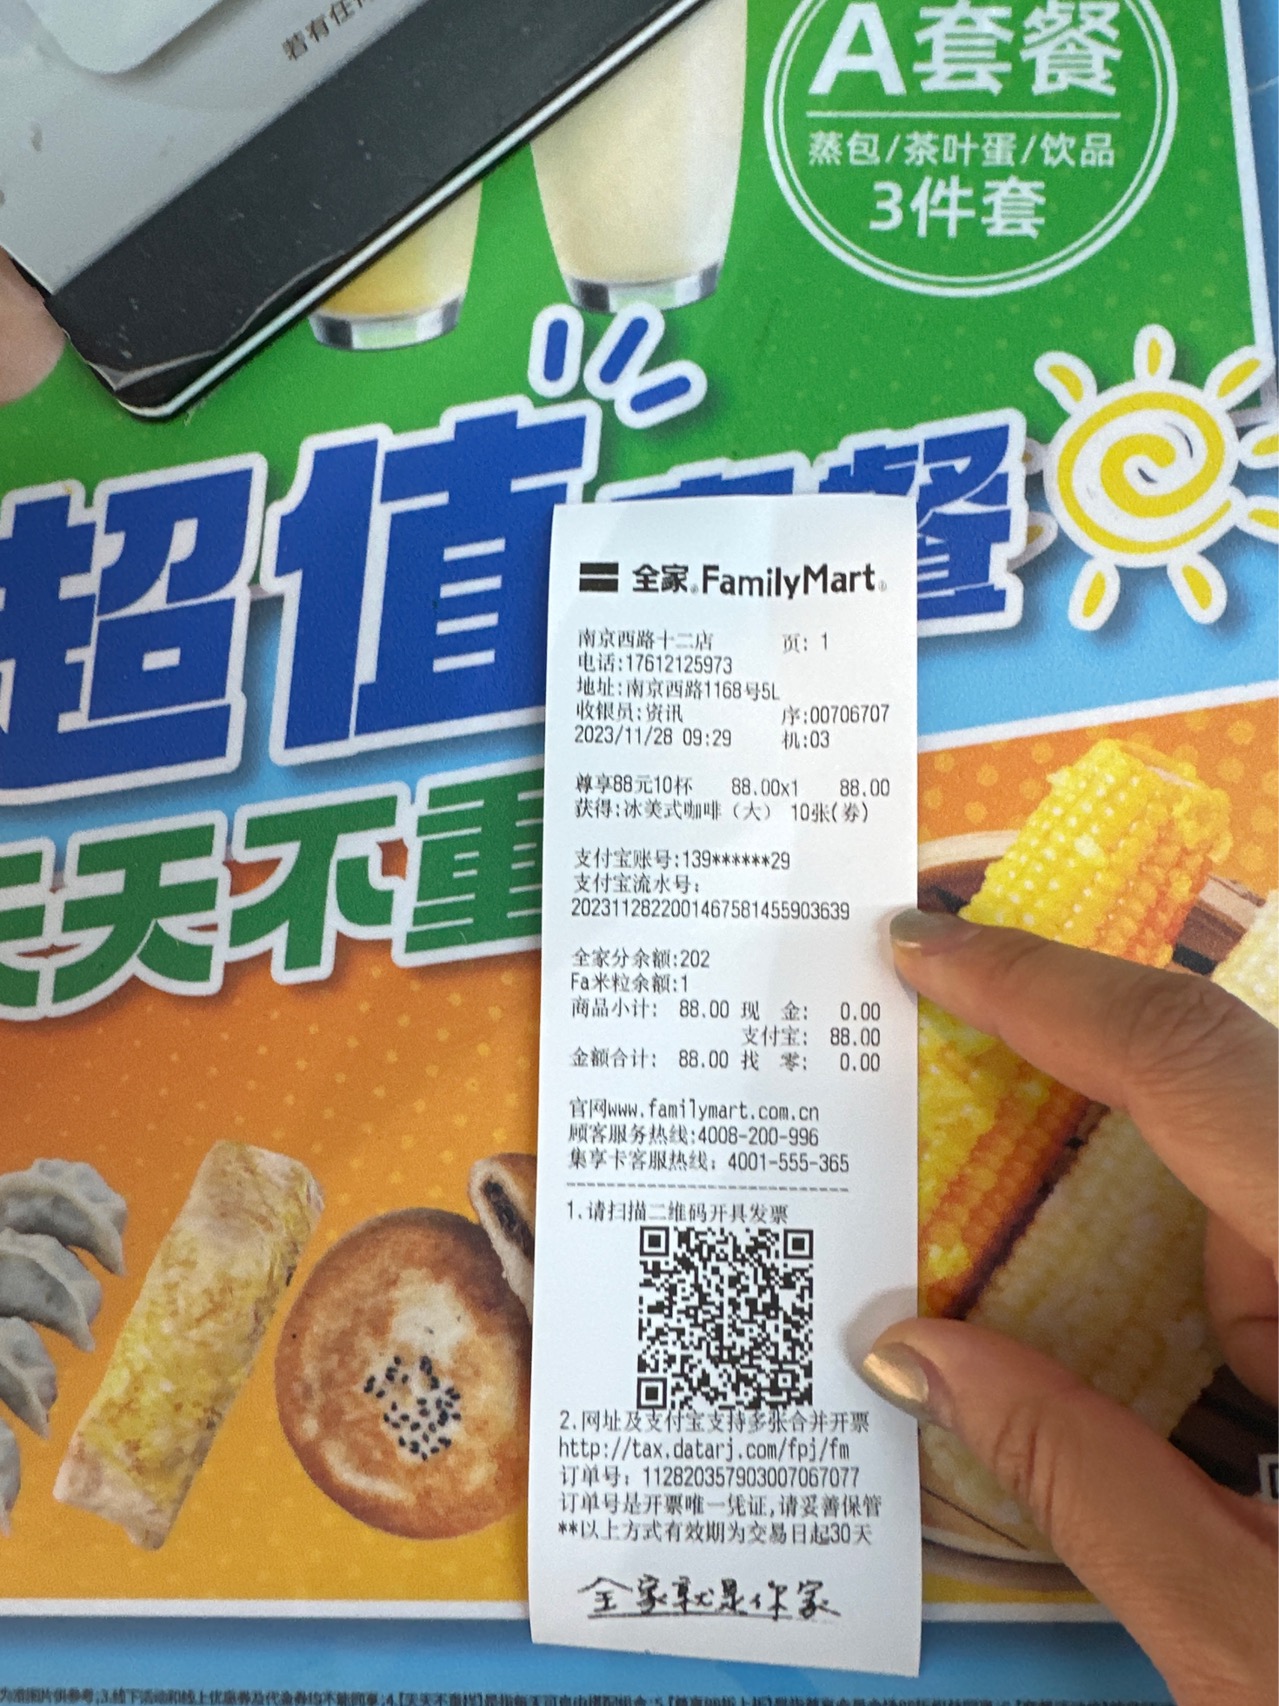 若有任
A套餐
蒸包/茶叶蛋/饮品
3件套
超值 餐
天天不重
全家 FamilyMart
南京西路十二店 页: 1
电话:17612125973
地址:南京西路1168号5L
收银员:资讯 序:00706707
2023/11/28 09:29 机:03
尊享88元10杯 88.00x1 88.00
获得:冰美式咖啡（大） 10张(券)
支付宝账号:139******29
支付宝流水号:
2023112822001467581455903639
全家分余额:202
Fa米粒余额:1
商品小计: 88.00 现 金: 0.00
支付宝: 88.00
金额合计: 88.00 找 零: 0.00
官网www.familymart.com.cn
顾客服务热线:4008-200-996
集享卡客服热线: 4001-555-365
1.请扫描二维码开具发票
2.网址及支付宝支持多张合并开票
http://tax.datarj.com/fpj/fm
订单号: 112820357903007067077
订单号是开票唯一凭证,请妥善保管
**以上方式有效期为交易日起30天
全家就是你家